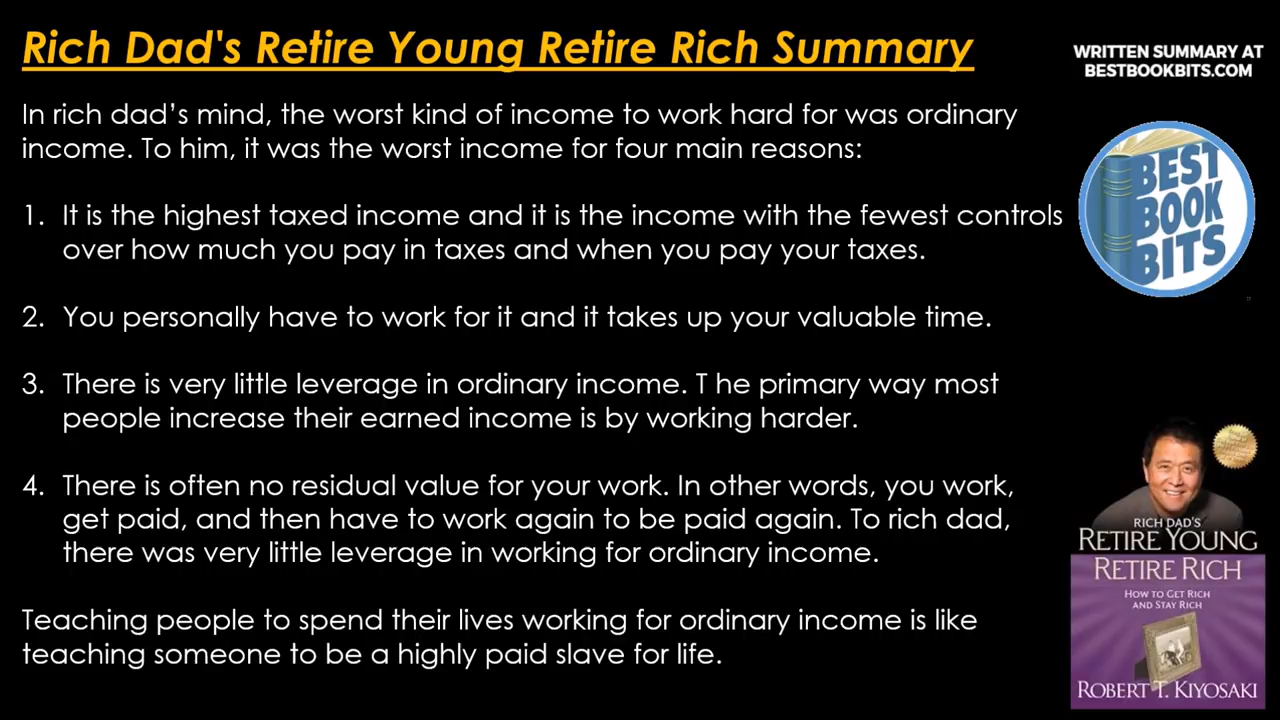 Rich Dad's Retire Young Retire Rich Summary
WRITTEN SUMMARY AT
BESTBOOKBITS.COM
In rich dad’s mind, the worst kind of income to work hard for was ordinary
income. To him, it was the worst income for four main reasons:
1. It is the highest taxed income and it is the income with the fewest controls
over how much you pay in taxes and when you pay your taxes.
2. You personally have to work for it and it takes up your valuable time.
3. There is very little leverage in ordinary income. T he primary way most
people increase their earned income is by working harder.
4. There is often no residual value for your work. In other words, you work,
get paid, and then have to work again to be paid again. To rich dad,
there was very little leverage in working for ordinary income.
Teaching people to spend their lives working for ordinary income is like
teaching someone to be a highly paid slave for life.
BEST
BOOK
BITS
RICH DAD'S
RETIRE YOUNG
RETIRE RICH
HOW TO GET RICH
AND STAY RICH
ROBERT T. KIYOSAKI